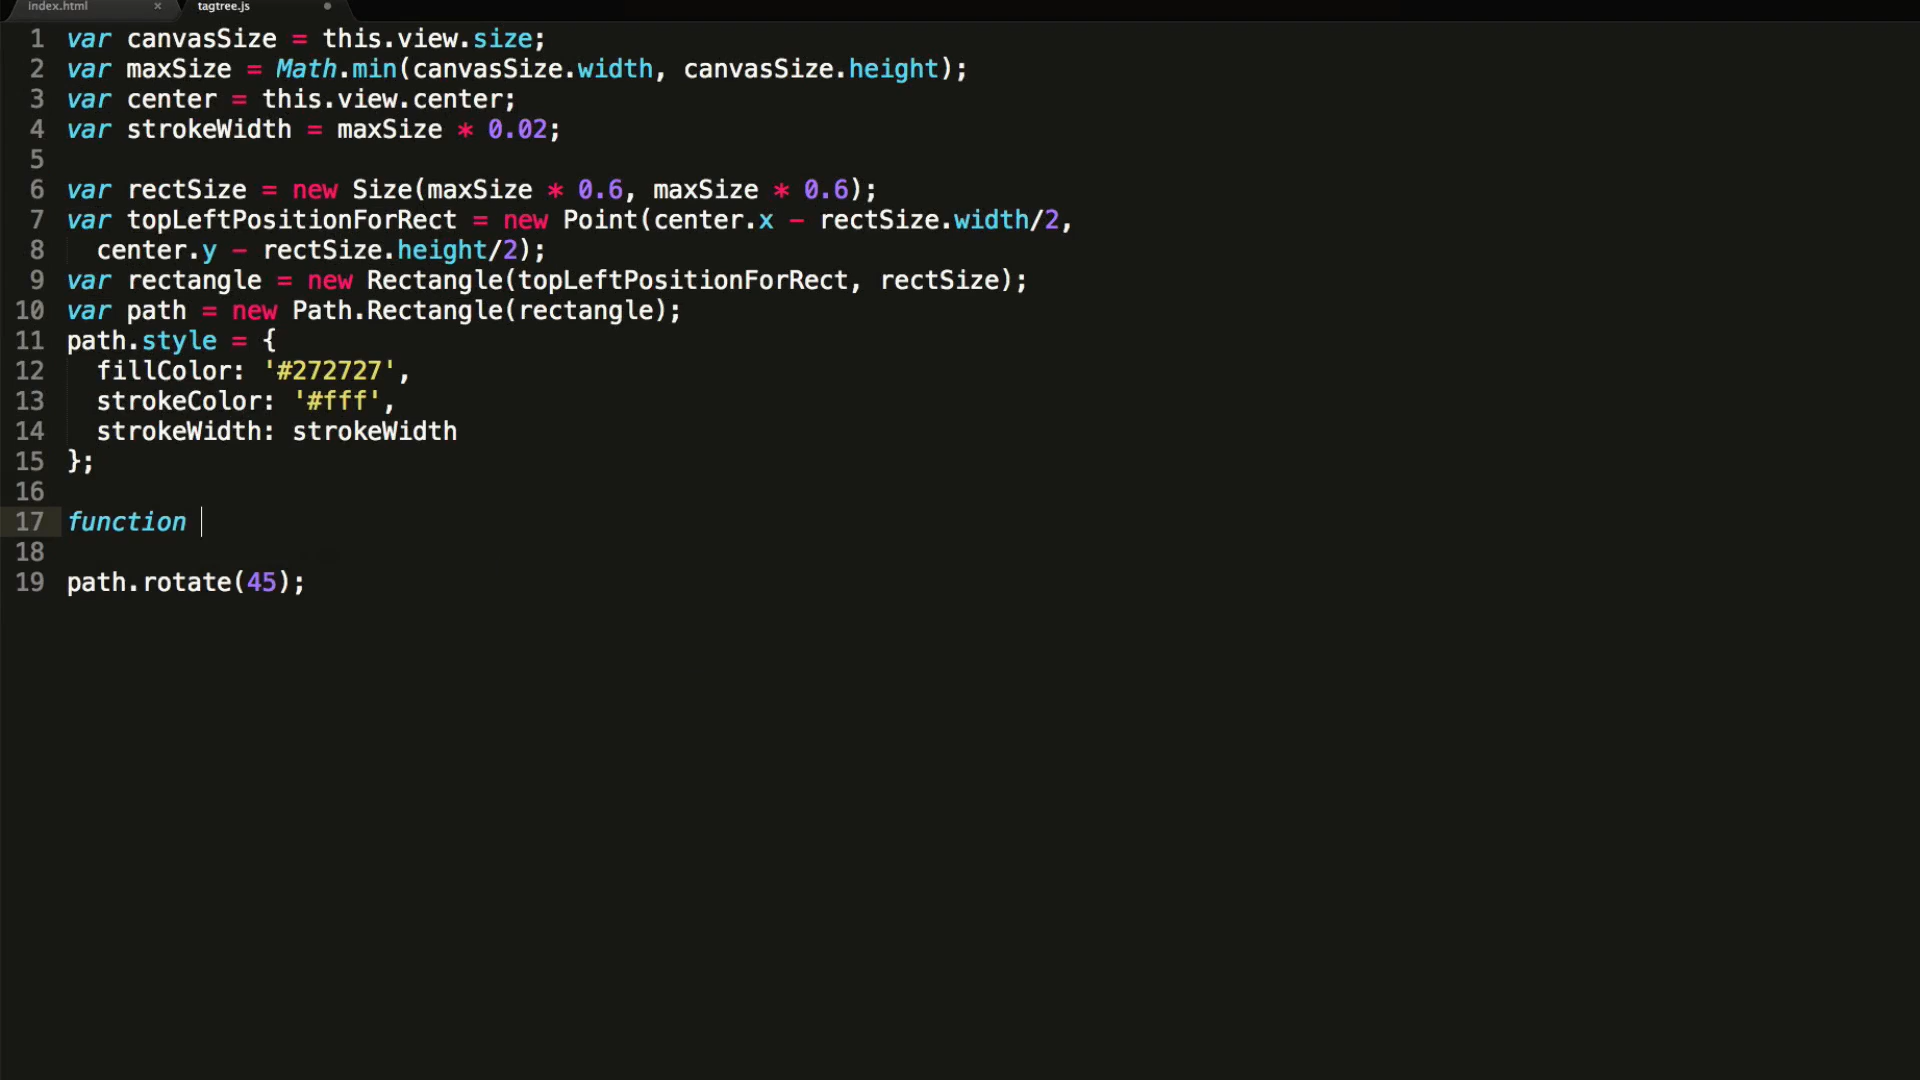 index.html × tagtree.js
1 var canvasSize = this.view.size;
2 var maxSize = Math.min(canvasSize.width, canvasSize.height);
3 var center = this.view.center;
4 var strokeWidth = maxSize * 0.02;
5
6 var rectSize = new Size(maxSize * 0.6, maxSize * 0.6);
7 var topLeftPositionForRect = new Point(center.x - rectSize.width/2,
8 center.y - rectSize.height/2);
9 var rectangle = new Rectangle(topLeftPositionForRect, rectSize);
10 var path = new Path.Rectangle(rectangle);
11 path.style = {
12 fillColor: '#272727',
13 strokeColor: '#fff',
14 strokeWidth: strokeWidth
15 };
16
17 function
18
19 path.rotate(45);